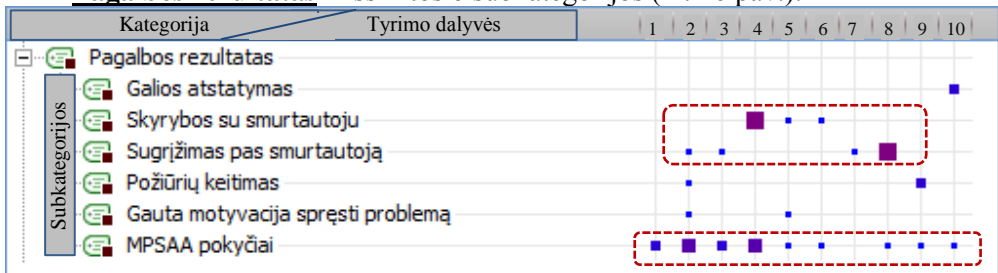 Kategorija Tyrimo dalyvės 1 2 3 4 5 6 7 8 9 10
Pagalbos rezultatas
Subkategorijos
Galios atstatymas
Skyrybos su smurtautoju
Sugrįžimas pas smurtautoją
Požiūrių keitimas
Gauta motyvacija spręsti problemą
MPSAA pokyčiai